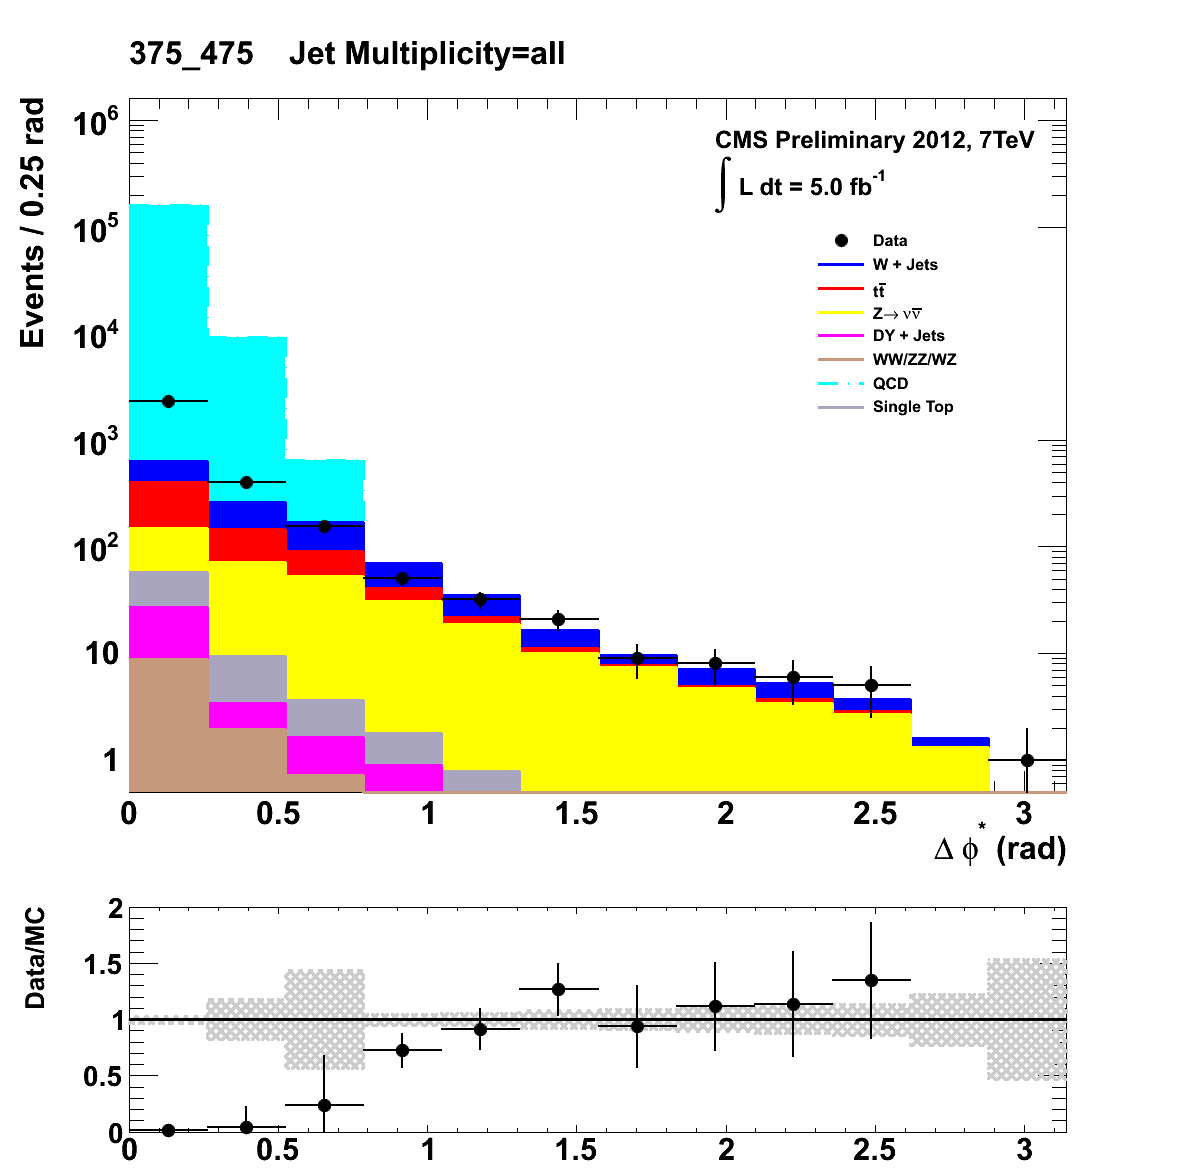 375_475 Jet Multiplicity=all
Events / 0.25 rad
10^6
10^5
10^4
10^3
10^2
10
1
CMS Preliminary 2012, 7TeV
∫ L dt = 5.0 fb^-1
Data
W + Jets
tt̅
Z→ νν̅
DY + Jets
WW/ZZ/WZ
QCD
Single Top
0 0.5 1 1.5 2 2.5 3
Δ ϕ* (rad)
Data/MC
2
1.5
1
0.5
0
0 0.5 1 1.5 2 2.5 3